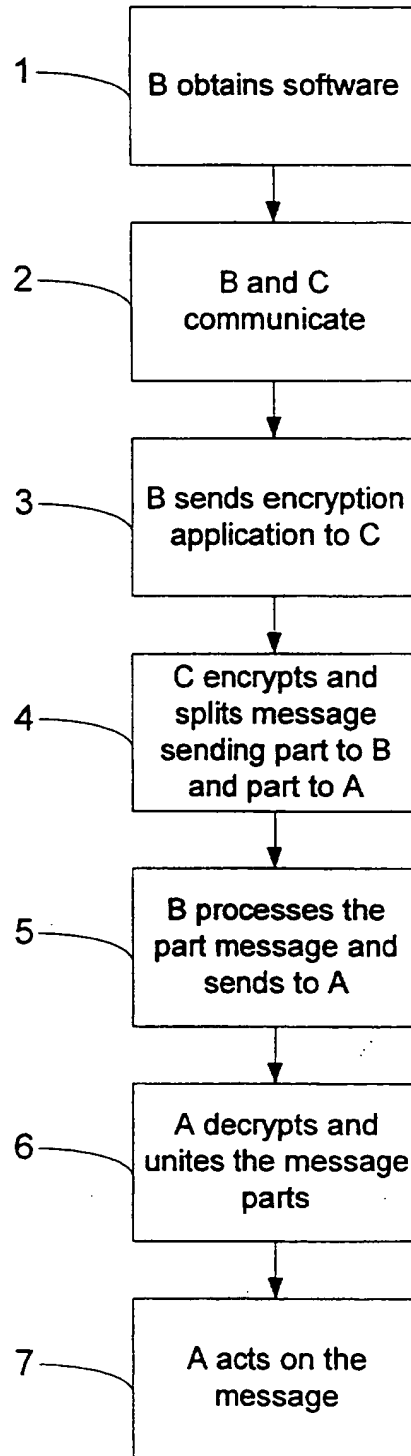 1
B obtains software
2
B and C
communicate
3
B sends encryption
application to C
4
C encrypts and
splits message
sending part to B
and part to A
5
B processes the
part message and
sends to A
6
A decrypts and
unites the message
parts
7
A acts on the
message